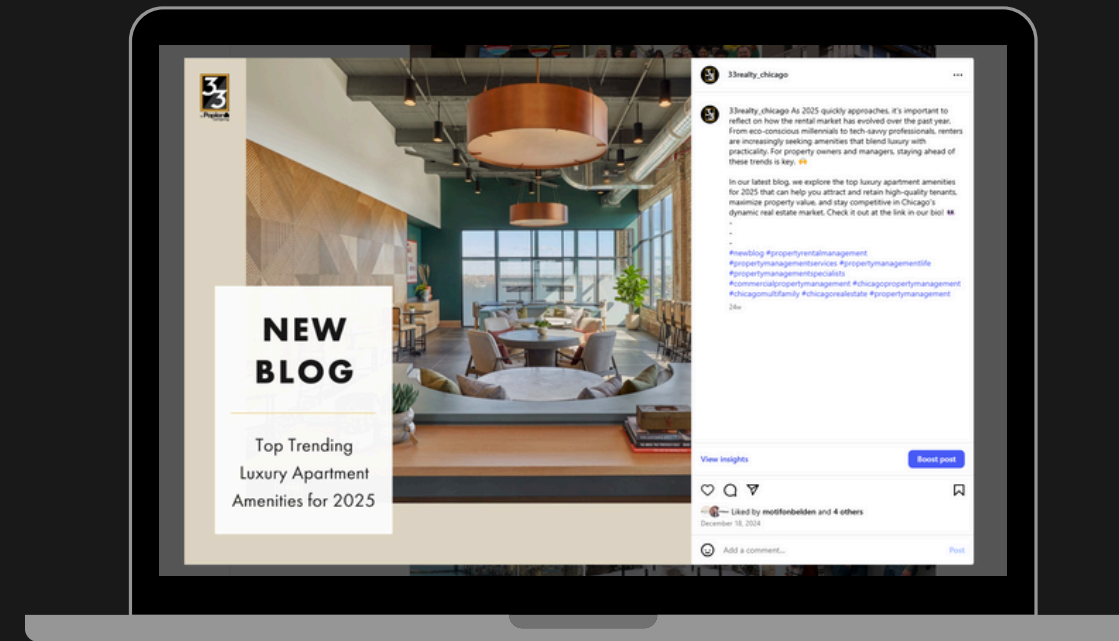 33
by Peplon
NEW
BLOG
Top Trending
Luxury Apartment
Amenities for 2025
33realty_chicago
33realty_chicago As 2025 quickly approaches, it's important to
reflect on how the rental market has evolved over the past year.
From eco-conscious millennials to tech-savvy professionals, renters
are increasingly seeking amenities that blend luxury with
practicality. For property owners and managers, staying ahead of
these trends is key. 🙌
In our latest blog, we explore the top luxury apartment amenities
for 2025 that can help you attract and retain high-quality tenants,
maximize property value, and stay competitive in Chicago's
dynamic real estate market. Check it out at the link in our bio!
.
.
.
#newblog #propertyrentalmanagement
#propertymanagementservices #propertymanagementlife
#propertymanagementspecialists
#commercialpropertymanagement #chicagopropertymanagement
#chicagomultifamily #chicagorealestate #propertymanagement
24w
View insights
Boost post
Liked by motifonbelden and 4 others
December 18, 2024
Add a comment...
Post